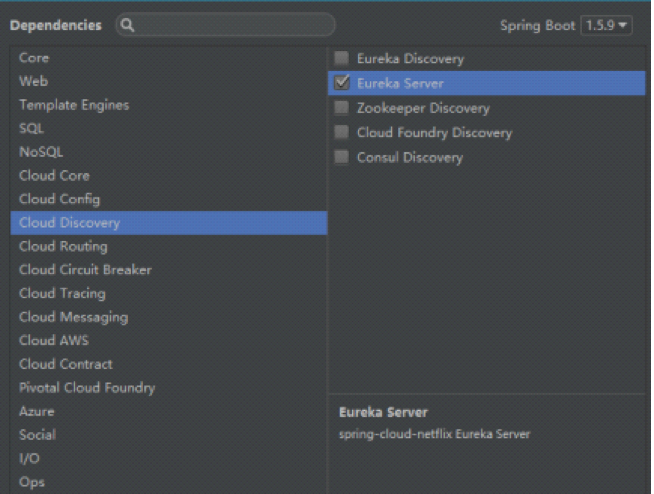 Dependencies
Spring Boot 1.5.9
Core
Web
Template Engines
SQL
NoSQL
Cloud Core
Cloud Config
Cloud Discovery
Cloud Routing
Cloud Circuit Breaker
Cloud Tracing
Cloud Messaging
Cloud AWS
Cloud Contract
Pivotal Cloud Foundry
Azure
Social
I/O
Ops
Eureka Discovery
Eureka Server
Zookeeper Discovery
Cloud Foundry Discovery
Consul Discovery
Eureka Server
spring-cloud-netflix Eureka Server